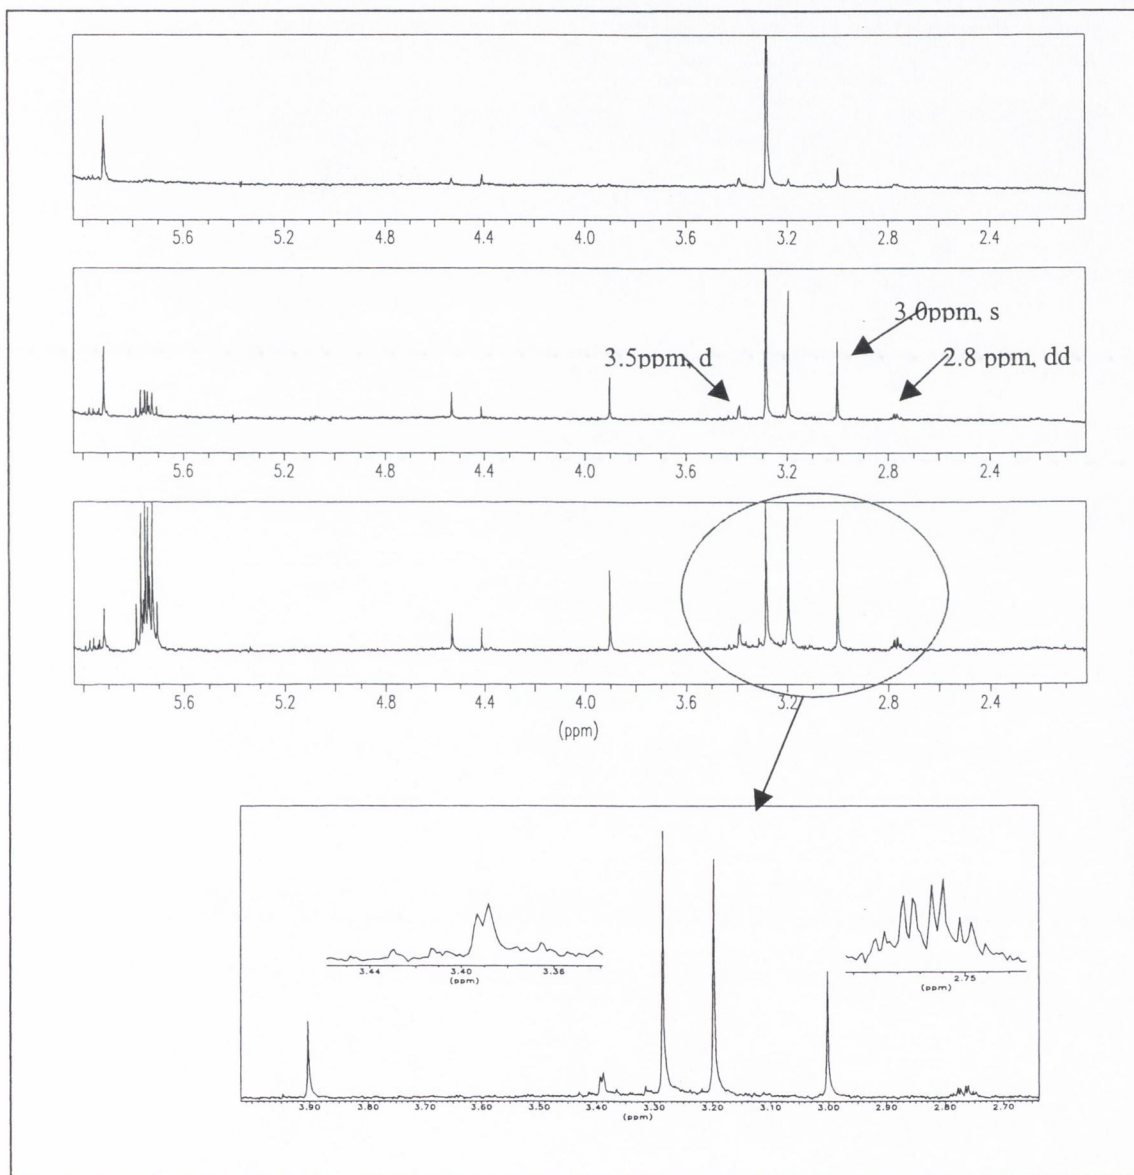 5.6 5.2 4.8 4.4 4.0 3.6 3.2 2.8 2.4
3.0ppm, s
3.5ppm, d
2.8 ppm, dd
5.6 5.2 4.8 4.4 4.0 3.6 3.2 2.8 2.4
5.6 5.2 4.8 4.4 4.0 3.6 3.2 2.8 2.4
(ppm)
3.44 3.40 3.36
(ppm)
2.75
(ppm)
3.90 3.80 3.70 3.60 3.50 3.40 3.30 3.20 3.10 3.00 2.90 2.80 2.70
(ppm)